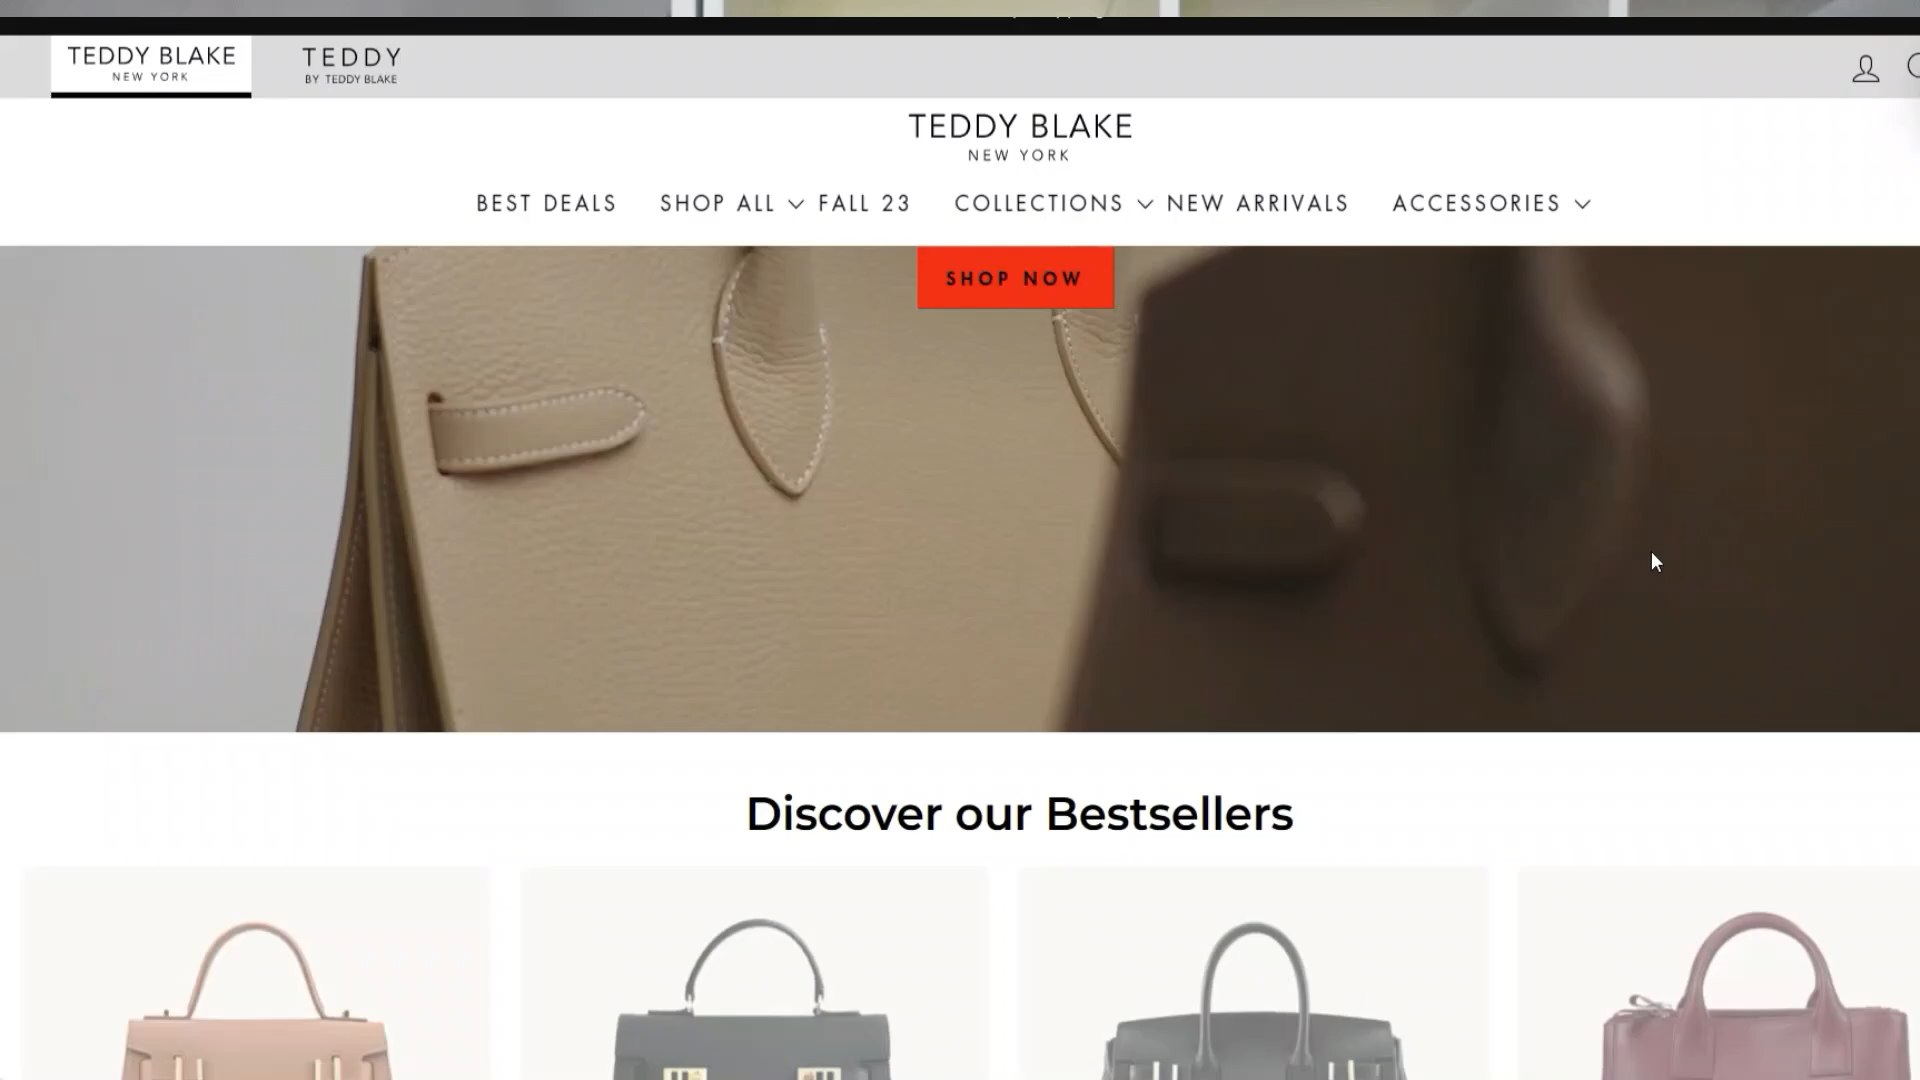 TEDDY BLAKE
NEW YORK
TEDDY
BY TEDDY BLAKE
TEDDY BLAKE
NEW YORK
BEST DEALS SHOP ALL FALL 23 COLLECTIONS NEW ARRIVALS ACCESSORIES
SHOP NOW
Discover our Bestsellers